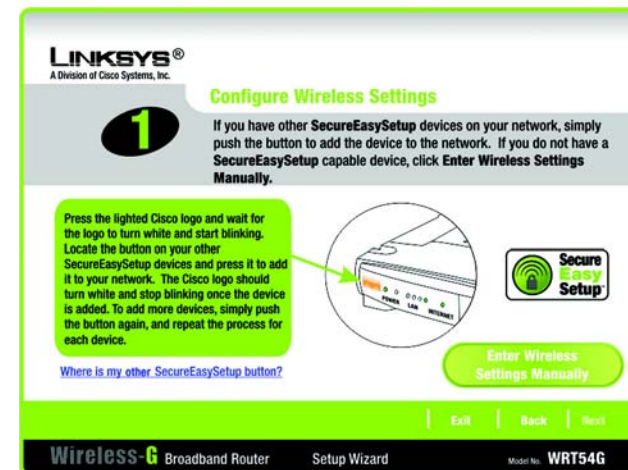 LINKSYS®
A Division of Cisco Systems, Inc.
Configure Wireless Settings
1
If you have other SecureEasySetup devices on your network, simply
push the button to add the device to the network. If you do not have a
SecureEasySetup capable device, click Enter Wireless Settings
Manually.
Press the lighted Cisco logo and wait for
the logo to turn white and start blinking.
Locate the button on your other
SecureEasySetup devices and press it to add
it to your network. The Cisco logo should
turn white and stop blinking once the device
is added. To add more devices, simply push
the button again, and repeat the process for
each device.
POWER LAN INTERNET
Secure
Easy
Setup
Where is my other SecureEasySetup button?
Enter Wireless
Settings Manually
Exit Back Next
Wireless-G Broadband Router Setup Wizard Model No. WRT54G